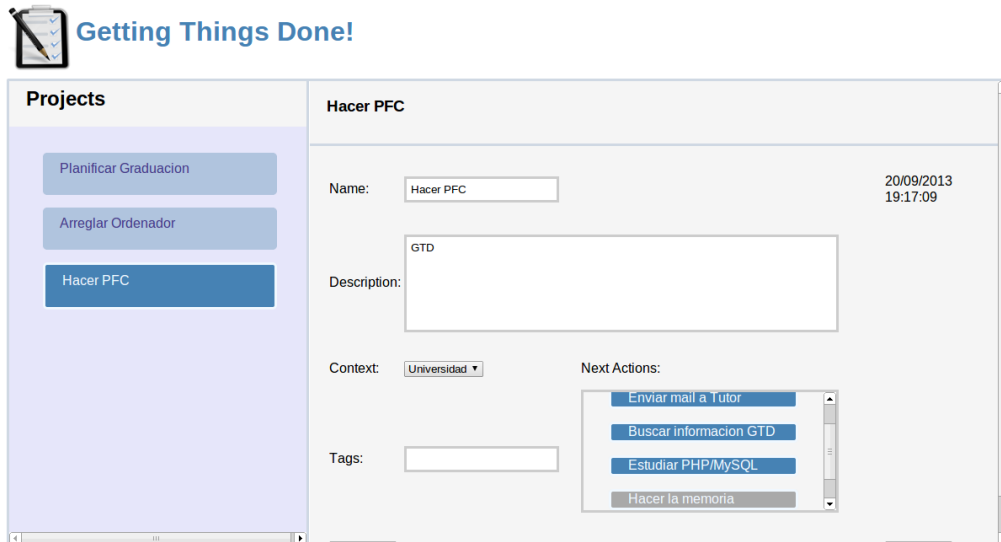 Getting Things Done!
Projects
Planificar Graduacion
Arreglar Ordenador
Hacer PFC
Hacer PFC
Name:
Hacer PFC
20/09/2013
19:17:09
Description:
GTD
Context:
Universidad
Next Actions:
Enviar mail a Tutor
Buscar informacion GTD
Estudiar PHP/MySQL
Hacer la memoria
Tags: